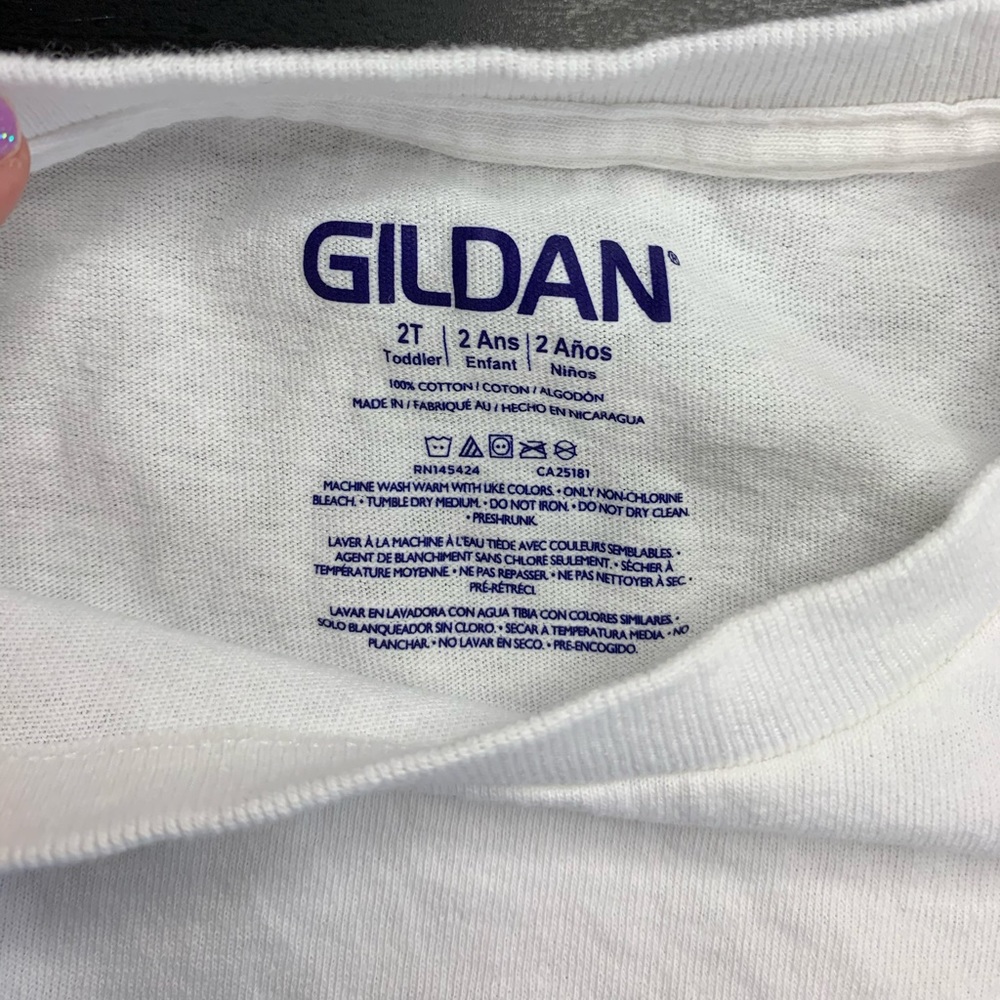 GILDAN®
2T | 2 Ans | 2 Años
Toddler | Enfant | Niños
100% COTTON / COTON / ALGODÓN
MADE IN / FABRIQUÉ AU / HECHO EN NICARAGUA
RN145424 CA25181
MACHINE WASH WARM WITH LIKE COLORS. • ONLY NON-CHLORINE
BLEACH. • TUMBLE DRY MEDIUM. • DO NOT IRON. • DO NOT DRY CLEAN.
• PRESHRUNK.
LAVER À LA MACHINE À L'EAU TIÈDE AVEC COULEURS SEMBLABLES. •
AGENT DE BLANCHIMENT SANS CHLORE SEULEMENT. • SÉCHER À
TEMPÉRATURE MOYENNE • NE PAS REPASSER. • NE PAS NETTOYER À SEC •
PRÉ-RÉTRÉCI.
LAVAR EN LAVADORA CON AGUA TIBIA CON COLORES SIMILARES. •
SOLO BLANQUEADOR SIN CLORO. • SECAR A TEMPERATURA MEDIA. • NO
PLANCHAR. • NO LAVAR EN SECO. • PRE-ENCOGIDO.